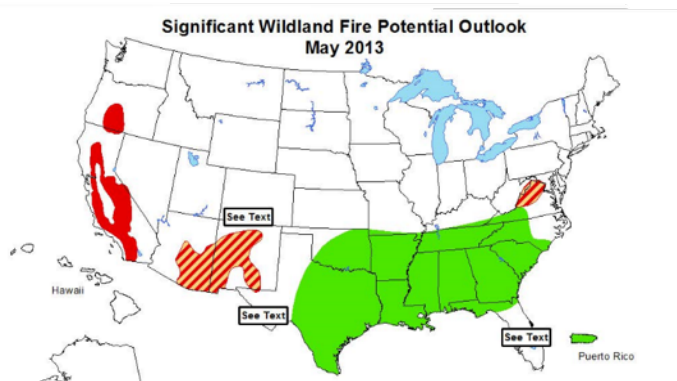 Significant Wildland Fire Potential Outlook
May 2013
See Text
Hawaii
See Text
See Text
Puerto Rico